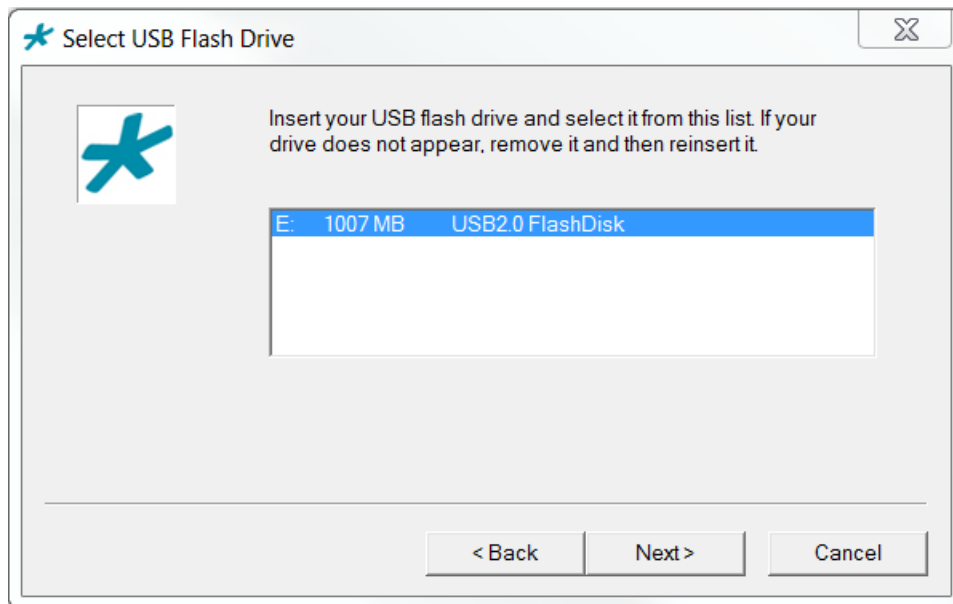 Select USB Flash Drive
Insert your USB flash drive and select it from this list. If your
drive does not appear, remove it and then reinsert it.
E: 1007 MB USB2.0 FlashDisk
< Back Next > Cancel